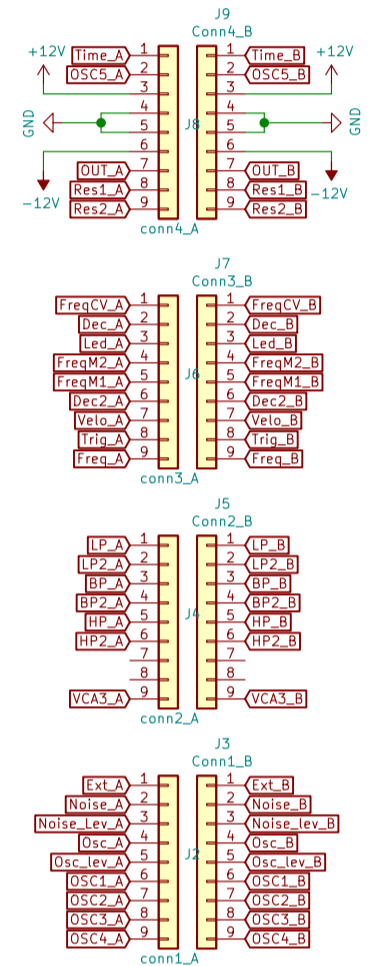 J9
Conn4_B
+12V +12V
Time_A 1 1 Time_B
OSC5_A 2 2 OSC5_B
3 3
4 4
GND J8 GND
5 5
6 6
OUT_A 7 7 OUT_B
Res1_A 8 8 Res1_B
-12V -12V
Res2_A 9 9 Res2_B
conn4_A
J7
Conn3_B
FreqCV_A 1 1 FreqCV_B
Dec_A 2 2 Dec_B
Led_A 3 3 Led_B
FreqM2_A 4 4 FreqM2_B
J6
FreqM1_A 5 5 FreqM1_B
Dec2_A 6 6 Dec2_B
Velo_A 7 7 Velo_B
Trig_A 8 8 Trig_B
Freq_A 9 9 Freq_B
conn3_A
J5
Conn2_B
LP_A 1 1 LP_B
LP2_A 2 2 LP2_B
BP_A 3 3 BP_B
BP2_A 4 4 BP2_B
J4
HP_A 5 5 HP_B
HP2_A 6 6 HP2_B
7 7
8 8
VCA3_A 9 9 VCA3_B
conn2_A
J3
Conn1_B
Ext_A 1 1 Ext_B
Noise_A 2 2 Noise_B
Noise_Lev_A 3 3 Noise_lev_B
Osc_A 4 4 Osc_B
J2
Osc_lev_A 5 5 Osc_lev_B
OSC1_A 6 6 OSC1_B
OSC2_A 7 7 OSC2_B
OSC3_A 8 8 OSC3_B
OSC4_A 9 9 OSC4_B
conn1_A